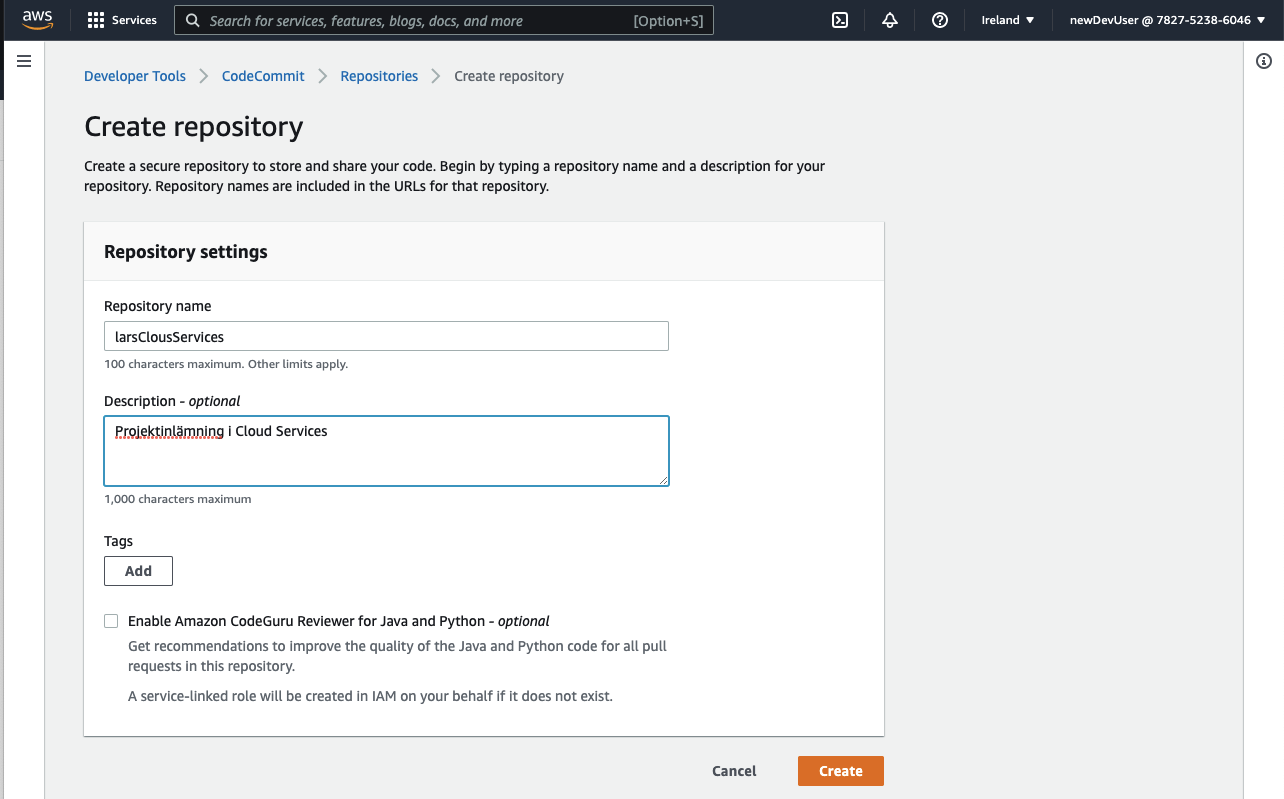 aws Services Search for services, features, blogs, docs, and more [Option+S] Ireland ▼ newDevUser @ 7827-5238-6046 ▼
Developer Tools > CodeCommit > Repositories > Create repository
Create repository
Create a secure repository to store and share your code. Begin by typing a repository name and a description for your
repository. Repository names are included in the URLs for that repository.
Repository settings
Repository name
larsClousServices
100 characters maximum. Other limits apply.
Description - optional
Projektinlämning i Cloud Services
1,000 characters maximum
Tags
Add
Enable Amazon CodeGuru Reviewer for Java and Python - optional
Get recommendations to improve the quality of the Java and Python code for all pull
requests in this repository.
A service-linked role will be created in IAM on your behalf if it does not exist.
Cancel Create